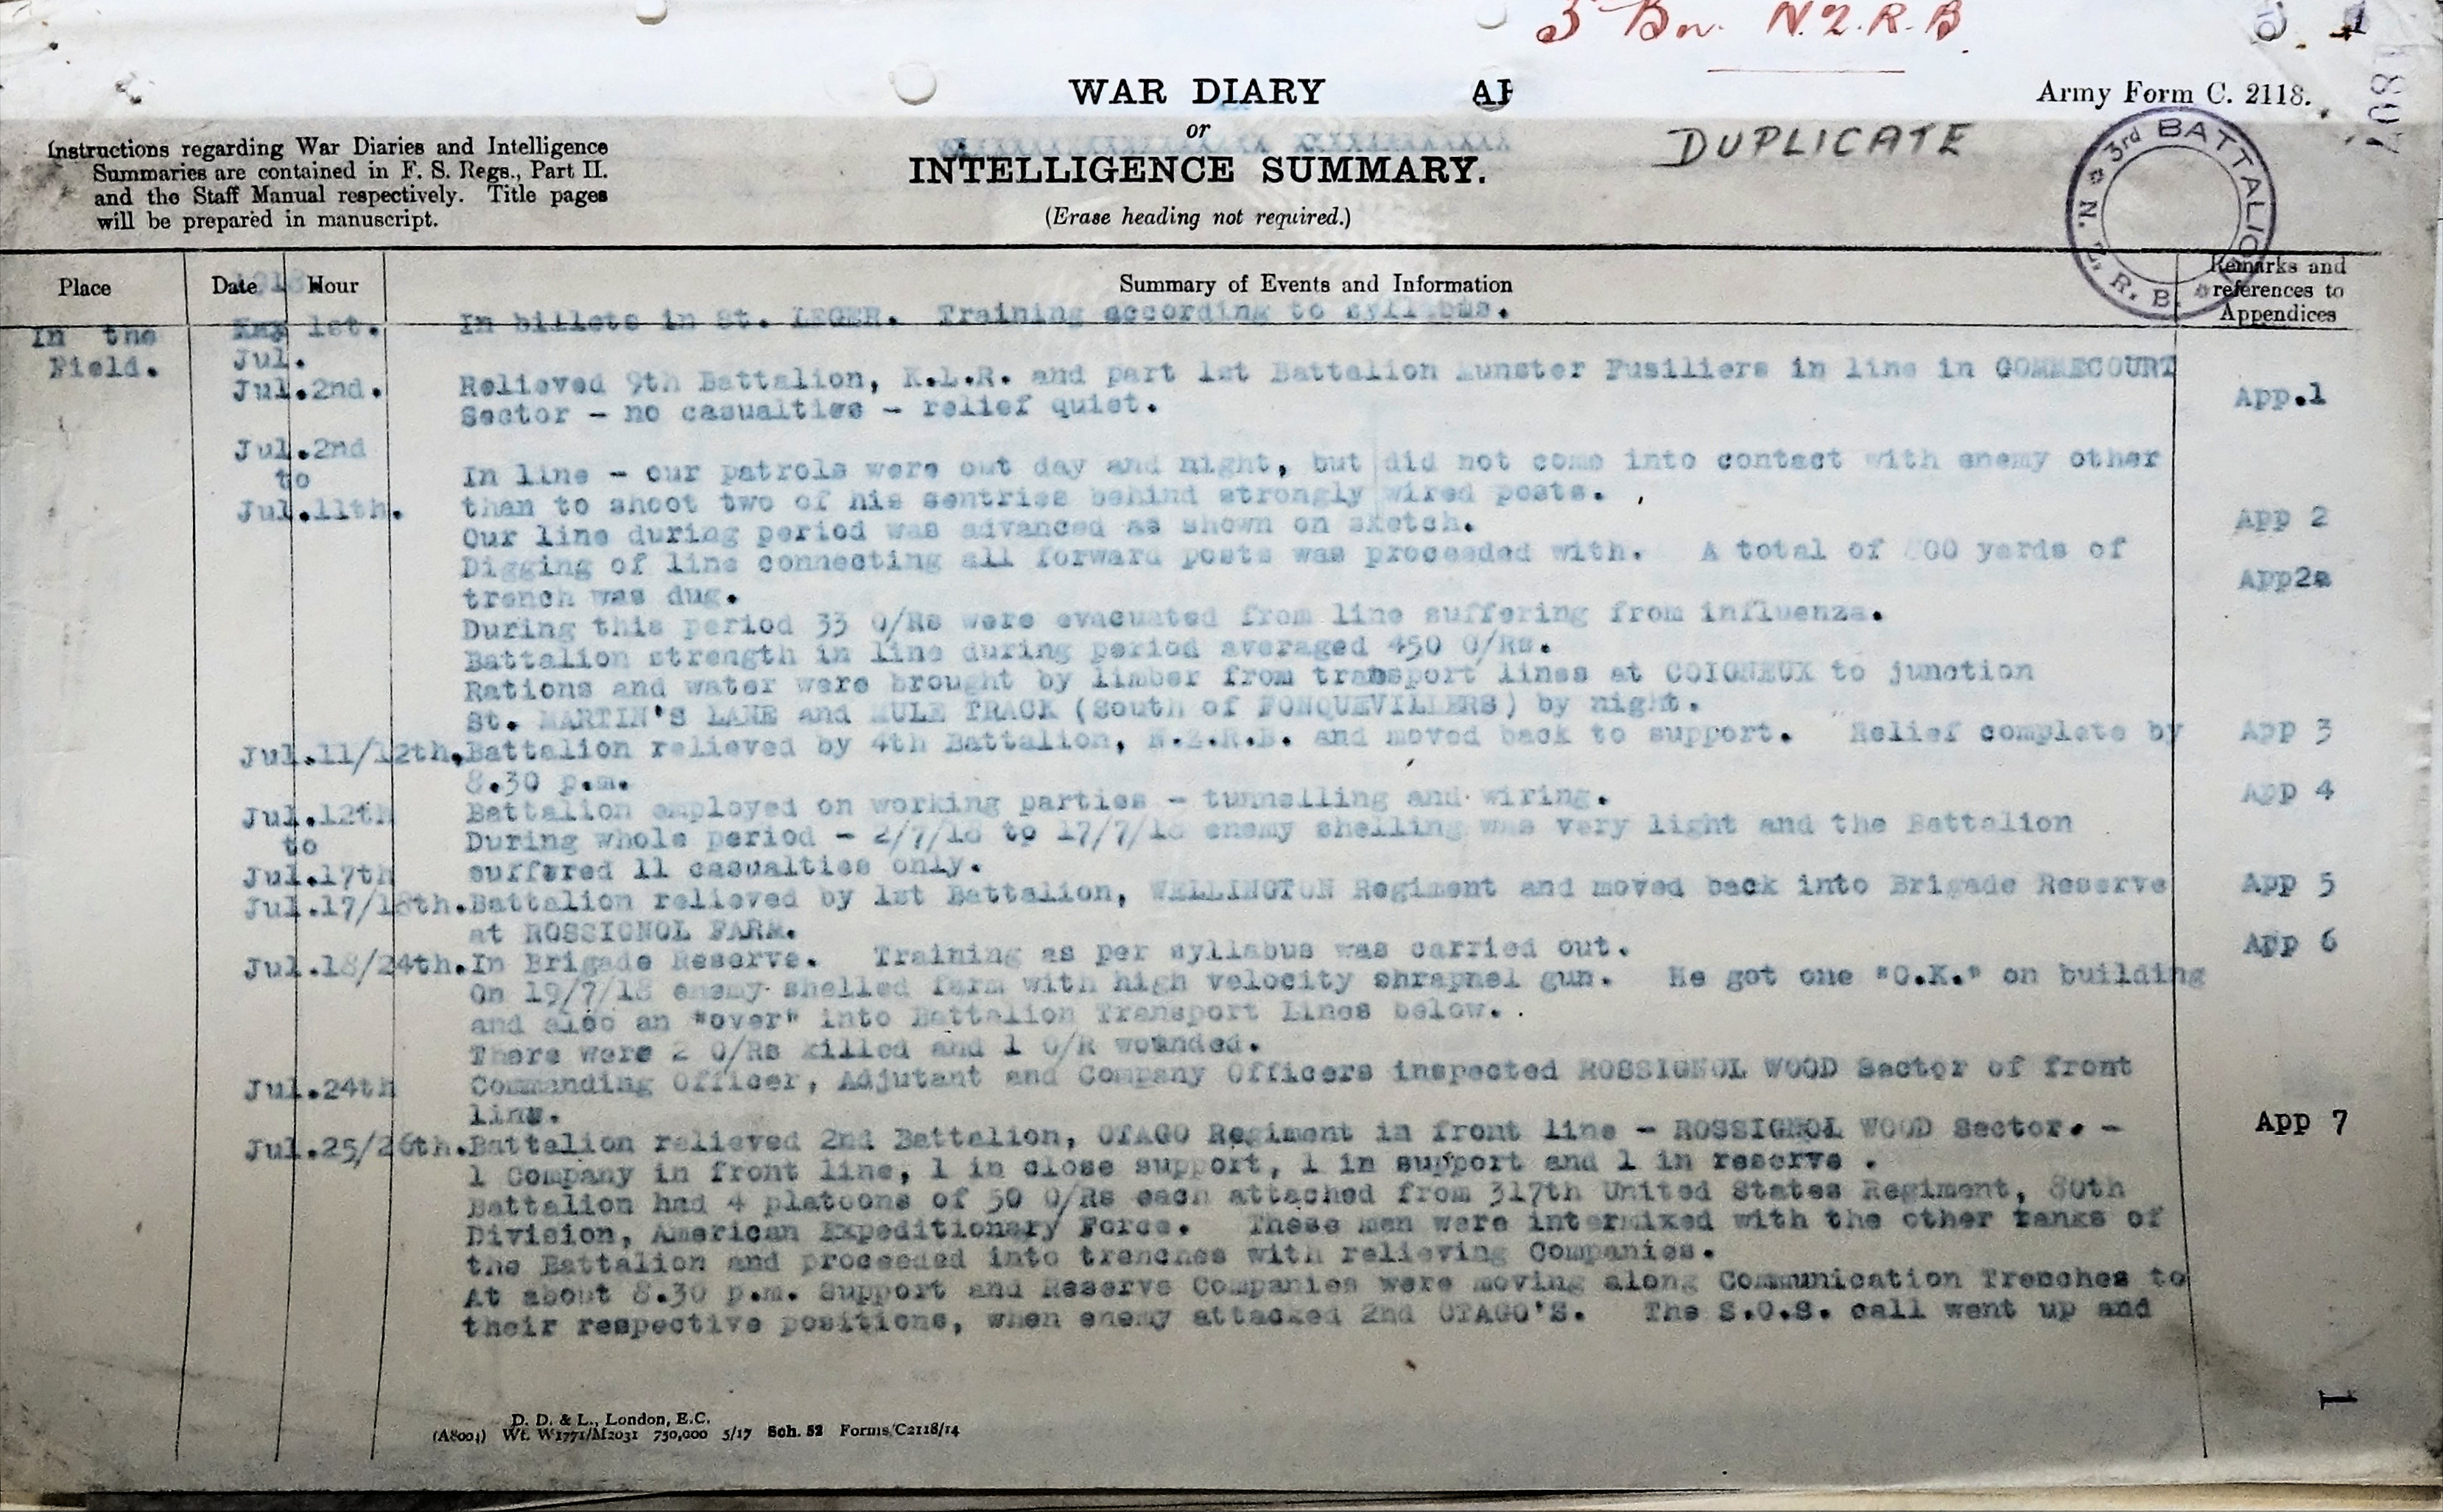 3 Bn. N.Z.R.B.
WAR DIARY
Army Form C. 2118.
or
DUPLICATE
INTELLIGENCE SUMMARY.
(Erase heading not required.)
Instructions regarding War Diaries and Intelligence
Summaries are contained in F. S. Regs., Part II.
and the Staff Manual respectively. Title pages
will be prepared in manuscript.
3rd BATTALION N.Z.R.B.
Place Date Hour Summary of Events and Information Remarks and
references to
Appendices
In the Field.
1st. In billets in St. LEGER. Training according to syllabus.
Jul.
Jul.2nd. Relieved 9th Battalion, K.L.R. and part 1st Battalion Munster Fusiliers in line in GOMMECOURT
Sector - no casualties - relief quiet. App.1
Jul.2nd
to
Jul.11th.
In line - our patrols were out day and night, but did not come into contact with enemy other
than to shoot two of his sentries behind strongly wired posts.
Our line during period was advanced as shown on sketch. App 2
Digging of line connecting all forward posts was proceeded with. A total of 00 yards of
trench was dug. App2a
During this period 33 O/Rs were evacuated from line suffering from influenza.
Battalion strength in line during period averaged 450 O/Rs.
Rations and water were brought by limber from transport lines at COIGNEUX to junction
St. MARTIN'S LANE and MULE TRACK (South of FONQUEVILLERS) by night.
Jul.11/12th. Battalion relieved by 4th Battalion, N.Z.R.B. and moved back to support. Relief complete by App 3
8.30 p.m.
Jul.12th
to
Jul.17th
Battalion employed on working parties - tunnelling and wiring. App 4
During whole period - 2/7/18 to 17/7/18 enemy shelling was very light and the Battalion
suffered 11 casualties only.
Jul.17/18th. Battalion relieved by 1st Battalion, WELLINGTON Regiment and moved back into Brigade Reserve App 5
at ROSSIGNOL FARM.
Jul.18/24th. In Brigade Reserve. Training as per syllabus was carried out. App 6
On 19/7/18 enemy shelled farm with high velocity shrapnel gun. He got one "O.K." on building
and also an "over" into Battalion Transport Lines below.
There were 2 O/Rs killed and 1 O/R wounded.
Jul.24th Commanding Officer, Adjutant and Company Officers inspected ROSSIGNOL WOOD Sector of front
line.
Jul.25/26th. Battalion relieved 2nd Battalion, OTAGO Regiment in front line - ROSSIGNOL WOOD Sector. - App 7
1 Company in front line, 1 in close support, 1 in support and 1 in reserve .
Battalion had 4 platoons of 50 O/Rs each attached from 317th United States Regiment, 80th
Division, American Expeditionary Force. These men were intermixed with the other ranks of
the Battalion and proceeded into trenches with relieving Companies.
At about 8.30 p.m. Support and Reserve Companies were moving along Communication Trenches to
their respective positions, when enemy attacked 2nd OTAGO'S. The S.O.S. call went up and
1
D. D. & L., London, E.C.
(A8004) Wt. W1771/M2031 750,000 5/17 Sch. 52 Forms/C2118/14